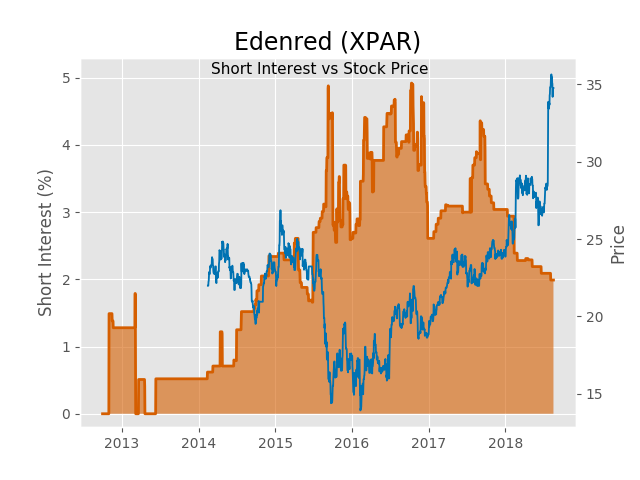 Edenred (XPAR)
Short Interest vs Stock Price
Short Interest (%)
5
4
3
2
1
0
35
30
25
20
15
Price
2013 2014 2015 2016 2017 2018